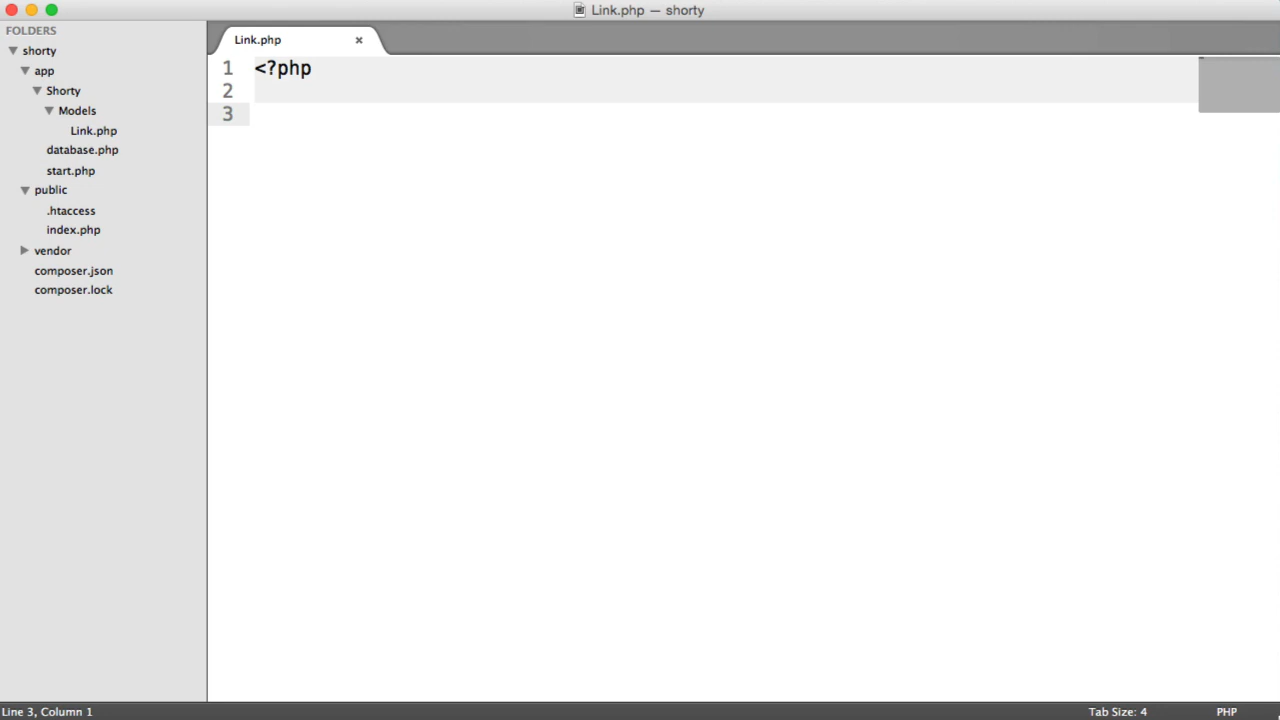 Link.php — shorty
FOLDERS
shorty
app
Shorty
Models
Link.php
database.php
start.php
public
.htaccess
index.php
vendor
composer.json
composer.lock
Link.php ×
1 <?php
2
3
Line 3, Column 1
Tab Size: 4
PHP